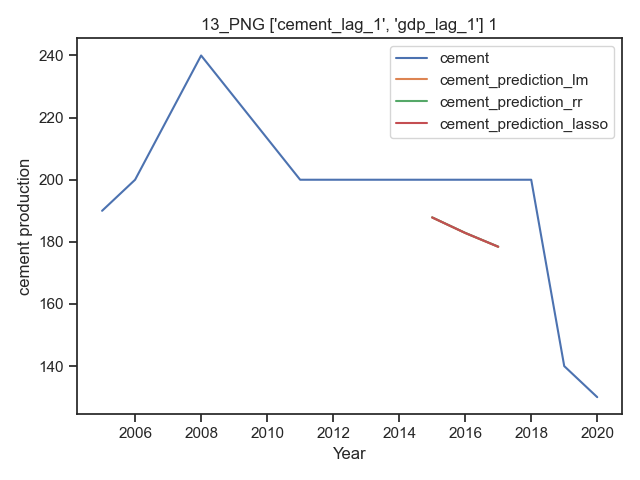 13_PNG ['cement_lag_1', 'gdp_lag_1'] 1
cement
cement_prediction_lm
cement_prediction_rr
cement_prediction_lasso
240
220
200
180
160
140
cement production
2006 2008 2010 2012 2014 2016 2018 2020
Year